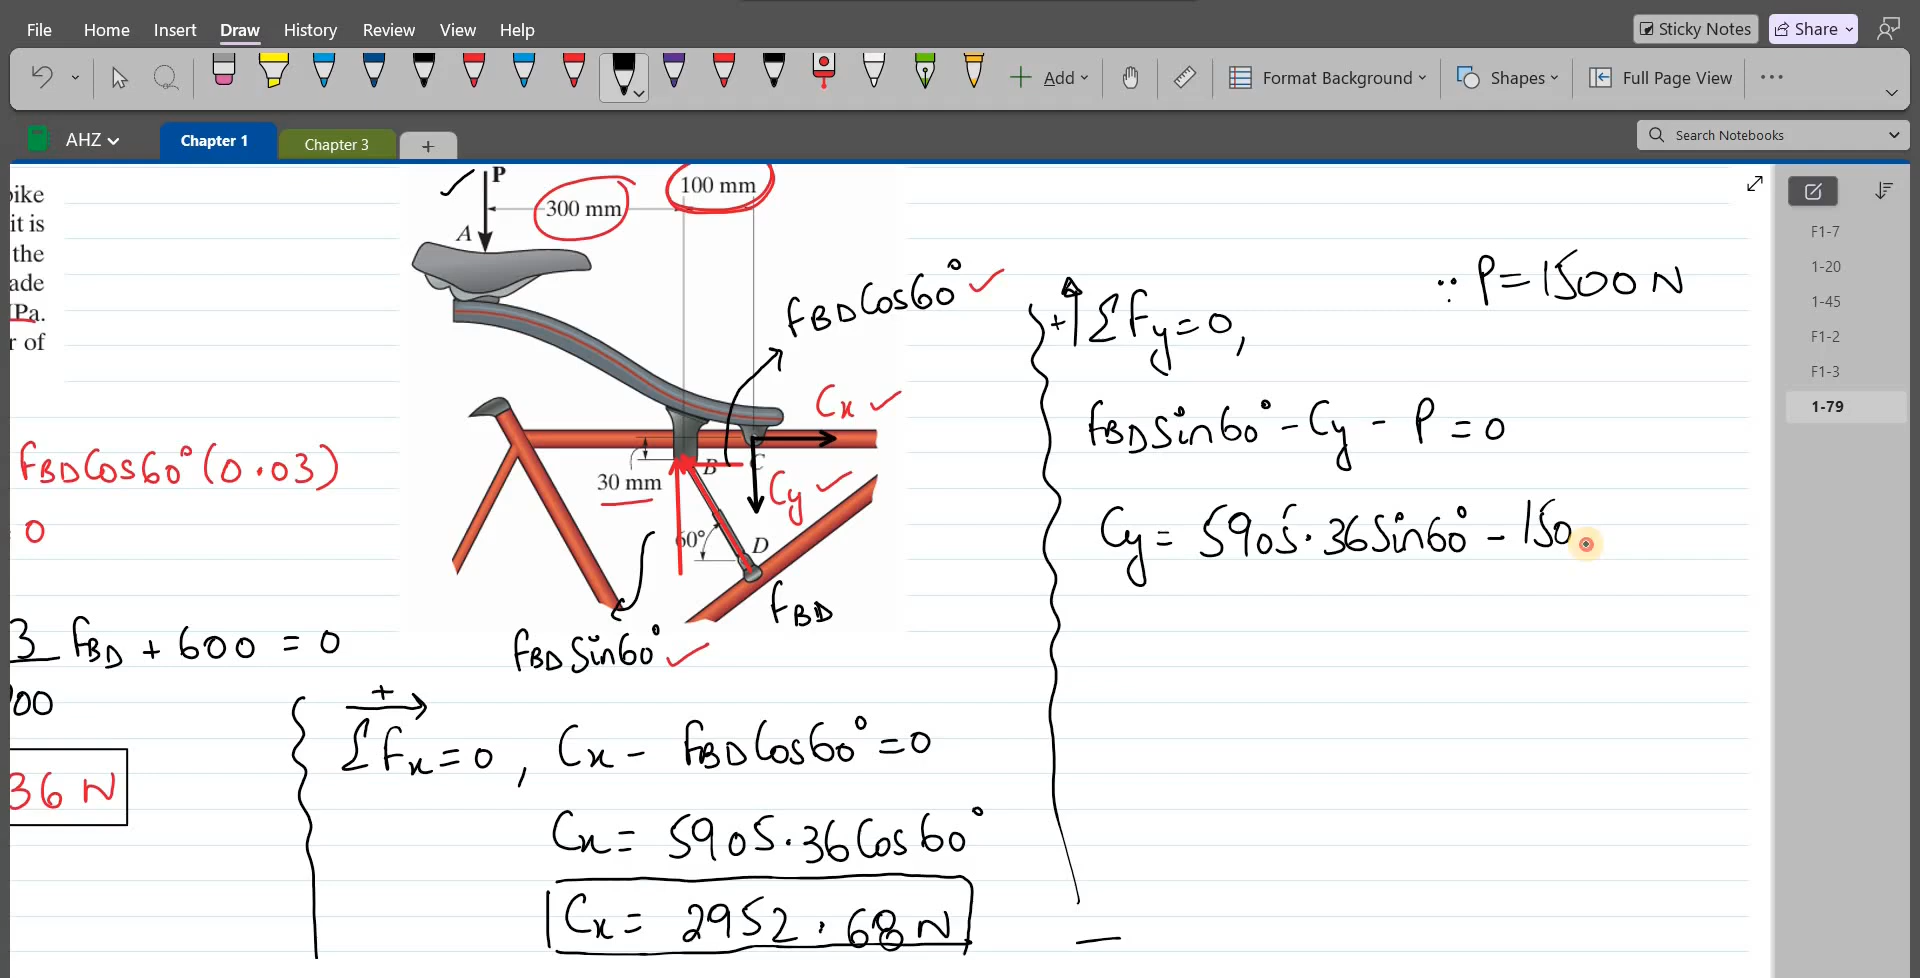 File Home Insert Draw History Review View Help
Sticky Notes Share
Add Format Background Shapes Full Page View
AHZ Chapter 1 Chapter 3 +
Search Notebooks
F1-7
1-20
1-45
F1-2
F1-3
1-79
bike
it is
the
ade
Pa.
r of
P
300 mm
100 mm
A
B
C
30 mm
60°
D
FBD Cos60°
Cx
Cy
FBD
FBD Sin60°
FBD Cos60° (0.03)
= 0
3 FBD + 600 = 0
00
36 N
+
ΣFx = 0, Cx - FBD Cos60° = 0
Cx = 5905.36 Cos60°
Cx = 2952.68 N
∵ P = 1500 N
+ ΣFy = 0,
FBD Sin60° - Cy - P = 0
Cy = 5905.36 Sin60° - 150